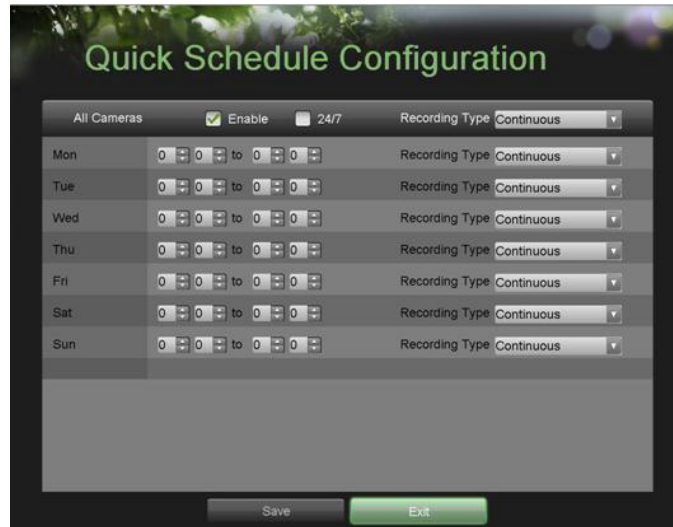 Quick Schedule Configuration
All Cameras Enable 24/7 Recording Type Continuous
Mon 0 0 to 0 0 Recording Type Continuous
Tue 0 0 to 0 0 Recording Type Continuous
Wed 0 0 to 0 0 Recording Type Continuous
Thu 0 0 to 0 0 Recording Type Continuous
Fri 0 0 to 0 0 Recording Type Continuous
Sat 0 0 to 0 0 Recording Type Continuous
Sun 0 0 to 0 0 Recording Type Continuous
Save Exit